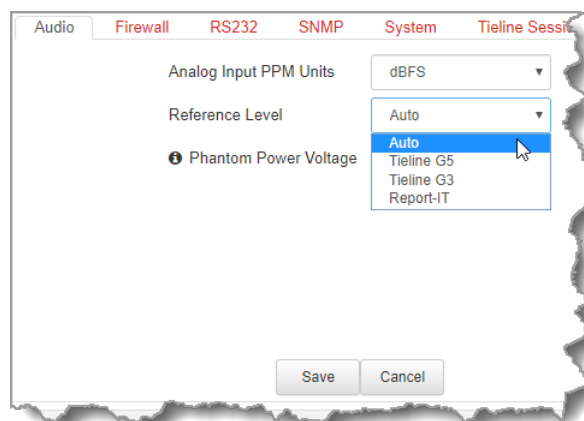 Audio Firewall RS232 SNMP System Tieline
Analog Input PPM Units dBFS
Reference Level Auto
Auto
Phantom Power Voltage
Tieline G5
Tieline G3
Report-IT
Save Cancel